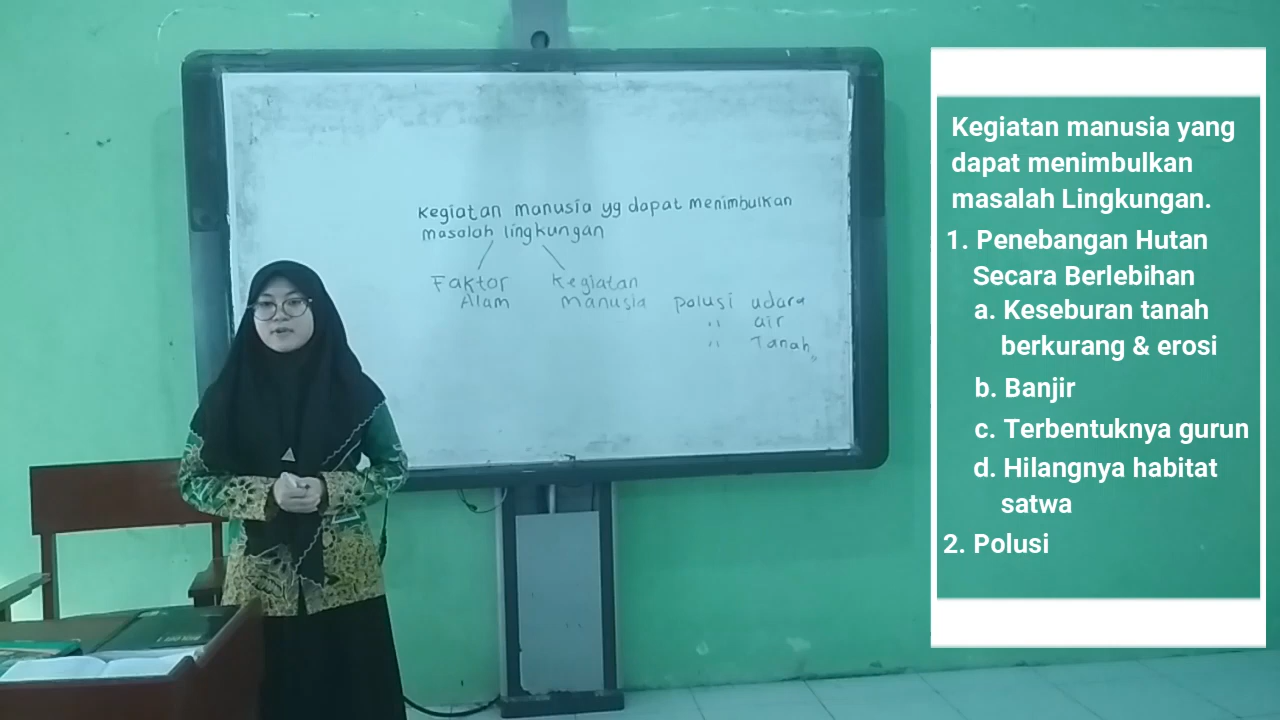 Kegiatan manusia yg dapat menimbulkan
masalah lingkungan
Faktor Alam
Kegiatan manusia
polusi udara
" air
" Tanah
Kegiatan manusia yang
dapat menimbulkan
masalah Lingkungan.
1. Penebangan Hutan
Secara Berlebihan
a. Keseburan tanah
berkurang & erosi
b. Banjir
c. Terbentuknya gurun
d. Hilangnya habitat
satwa
2. Polusi